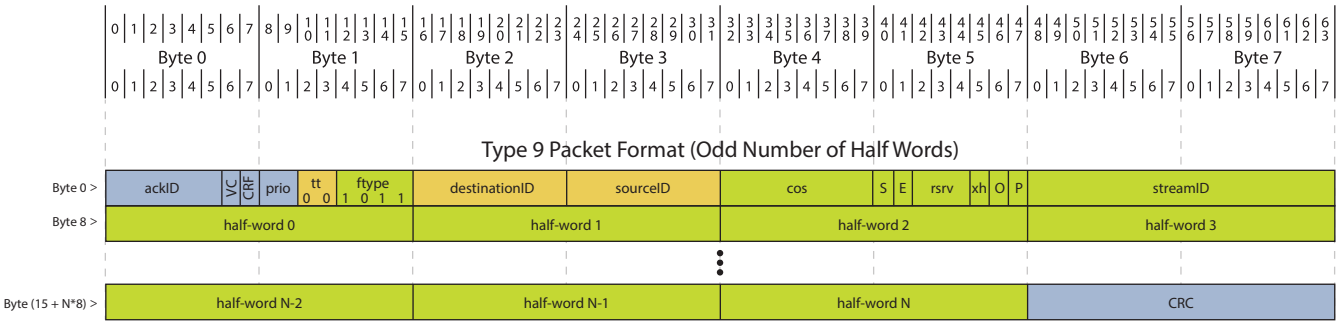 0 1 2 3 4 5 6 7 8 9 10 11 12 13 14 15 16 17 18 19 20 21 22 23 24 25 26 27 28 29 30 31 32 33 34 35 36 37 38 39 40 41 42 43 44 45 46 47 48 49 50 51 52 53 54 55 56 57 58 59 60 61 62 63
Byte 0 Byte 1 Byte 2 Byte 3 Byte 4 Byte 5 Byte 6 Byte 7
0 1 2 3 4 5 6 7 0 1 2 3 4 5 6 7 0 1 2 3 4 5 6 7 0 1 2 3 4 5 6 7 0 1 2 3 4 5 6 7 0 1 2 3 4 5 6 7 0 1 2 3 4 5 6 7 0 1 2 3 4 5 6 7
Type 9 Packet Format (Odd Number of Half Words)
Byte 0 > ackID VC CRF prio tt 0 0 ftype 1 0 1 1 destinationID sourceID cos S E rsrv xh O P streamID
Byte 8 > half-word 0 half-word 1 half-word 2 half-word 3
Byte (15 + N*8) > half-word N-2 half-word N-1 half-word N CRC